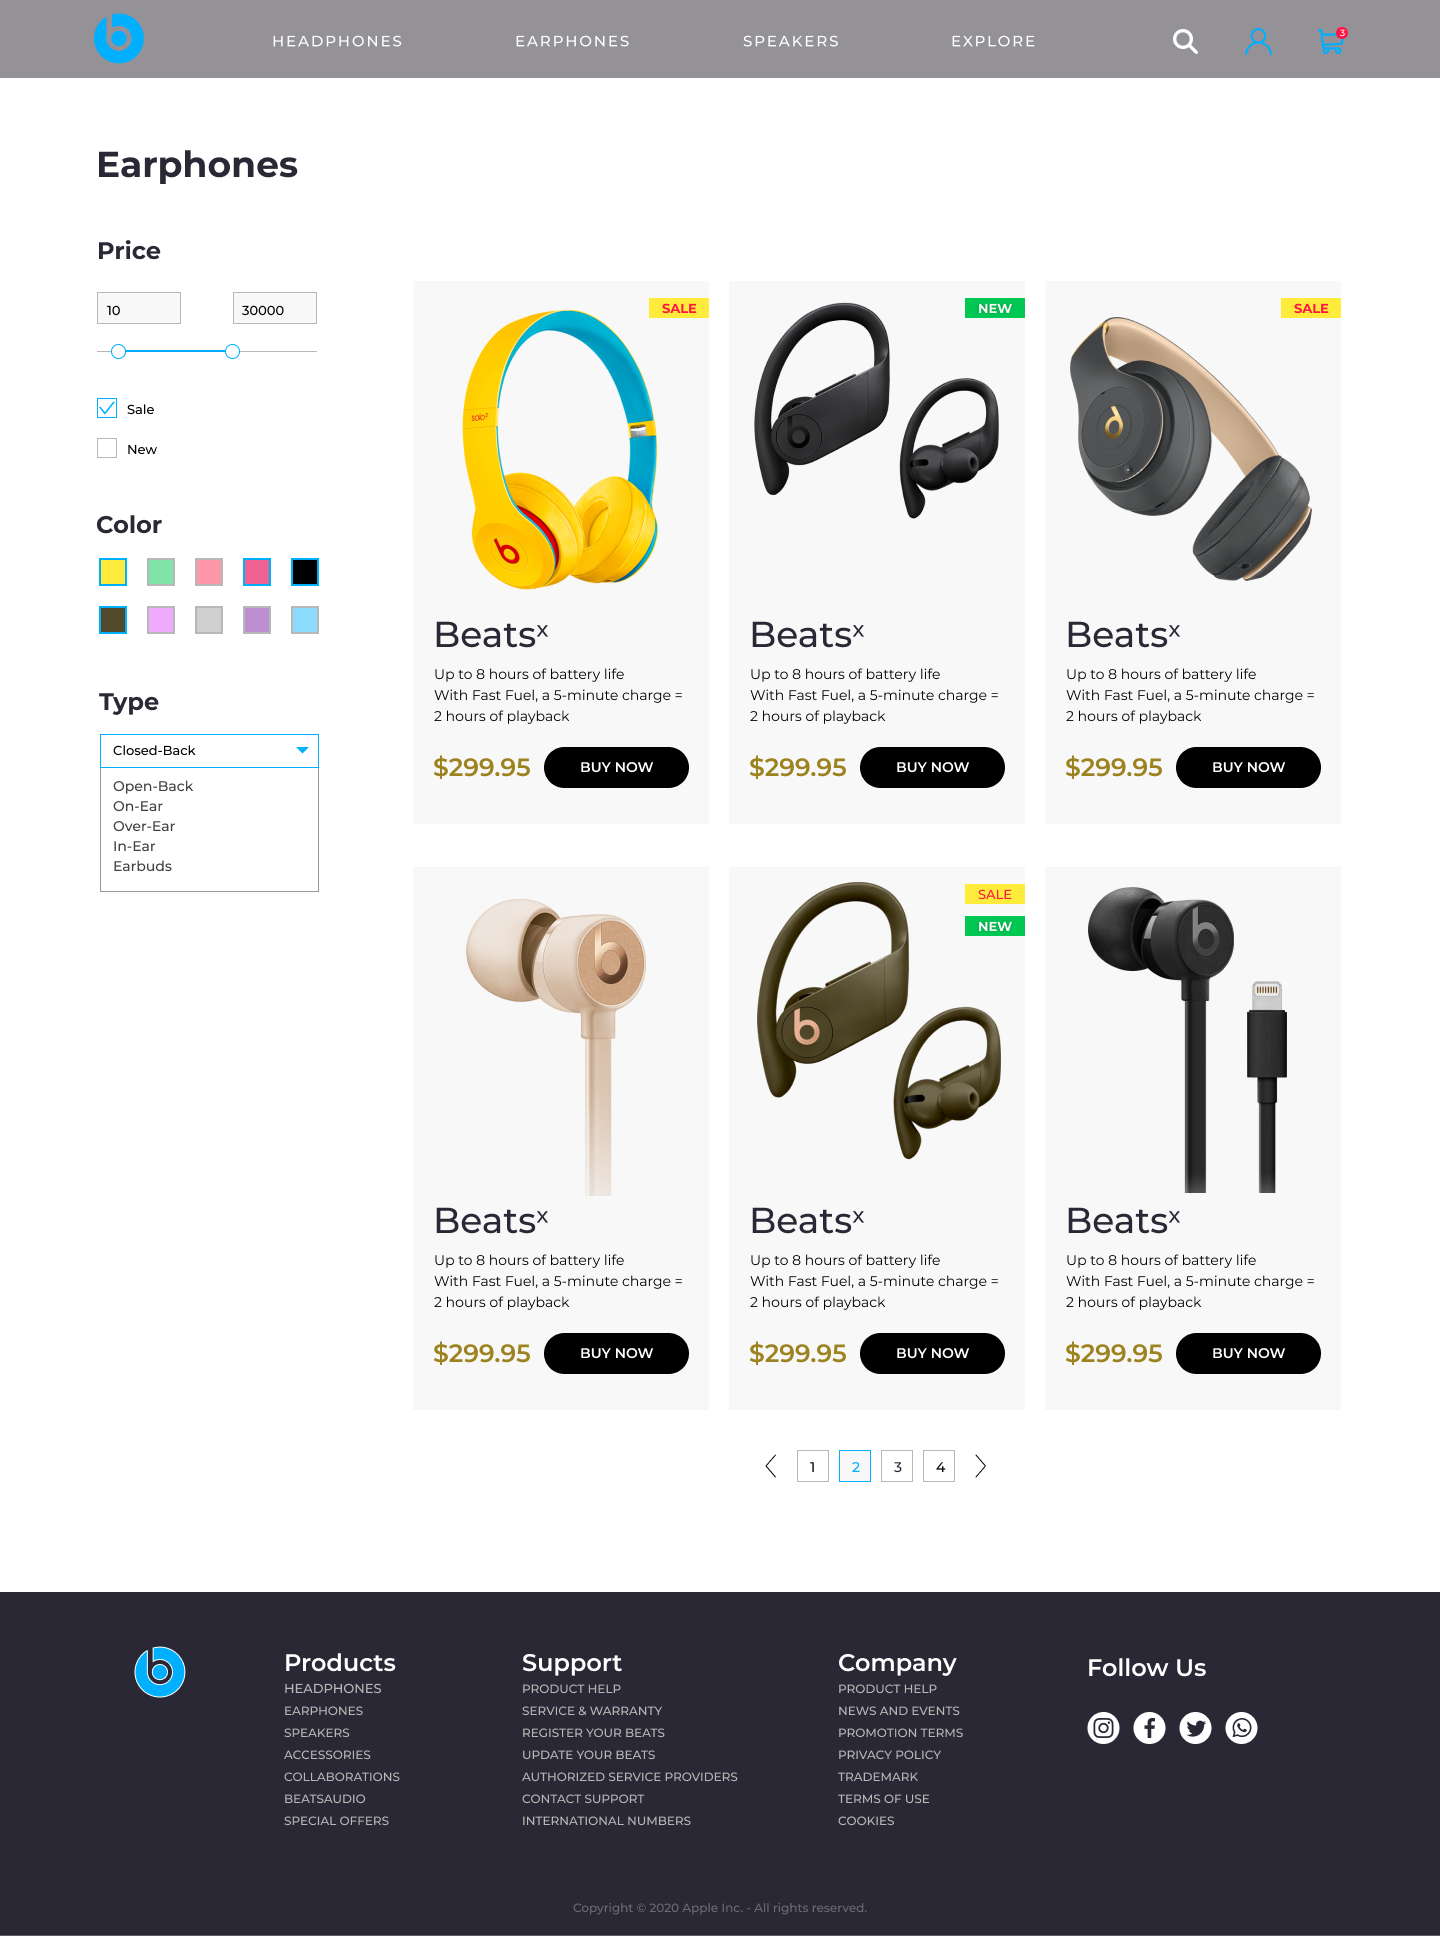 HEADPHONES EARPHONES SPEAKERS EXPLORE 3
Earphones
Price
10 30000
Sale
New
Color
Type
Closed-Back
Open-Back
On-Ear
Over-Ear
In-Ear
Earbuds
SALE
solo³
Beatsˣ
Up to 8 hours of battery life
With Fast Fuel, a 5-minute charge =
2 hours of playback
$299.95 BUY NOW
NEW
Beatsˣ
Up to 8 hours of battery life
With Fast Fuel, a 5-minute charge =
2 hours of playback
$299.95 BUY NOW
SALE
Beatsˣ
Up to 8 hours of battery life
With Fast Fuel, a 5-minute charge =
2 hours of playback
$299.95 BUY NOW
Beatsˣ
Up to 8 hours of battery life
With Fast Fuel, a 5-minute charge =
2 hours of playback
$299.95 BUY NOW
SALE
NEW
Beatsˣ
Up to 8 hours of battery life
With Fast Fuel, a 5-minute charge =
2 hours of playback
$299.95 BUY NOW
Beatsˣ
Up to 8 hours of battery life
With Fast Fuel, a 5-minute charge =
2 hours of playback
$299.95 BUY NOW
1 2 3 4
Products
HEADPHONES
EARPHONES
SPEAKERS
ACCESSORIES
COLLABORATIONS
BEATSAUDIO
SPECIAL OFFERS
Support
PRODUCT HELP
SERVICE & WARRANTY
REGISTER YOUR BEATS
UPDATE YOUR BEATS
AUTHORIZED SERVICE PROVIDERS
CONTACT SUPPORT
INTERNATIONAL NUMBERS
Company
PRODUCT HELP
NEWS AND EVENTS
PROMOTION TERMS
PRIVACY POLICY
TRADEMARK
TERMS OF USE
COOKIES
Follow Us
Copyright © 2020 Apple Inc. - All rights reserved.